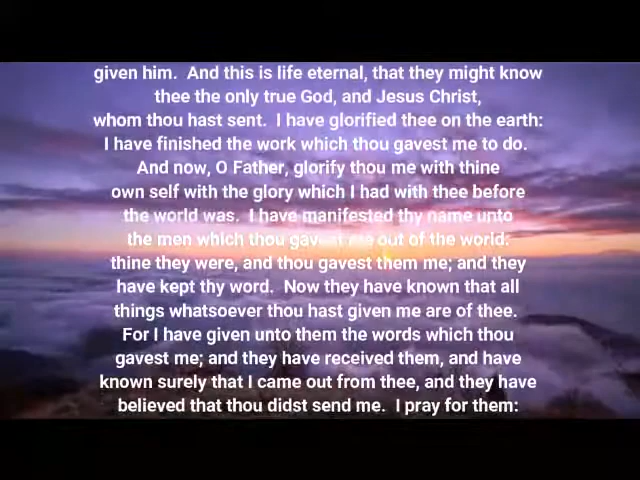 given him.  And this is life eternal, that they might know
thee the only true God, and Jesus Christ,
whom thou hast sent.  I have glorified thee on the earth:
I have finished the work which thou gavest me to do.
And now, O Father, glorify thou me with thine
own self with the glory which I had with thee before
the world was.  I have manifested thy name unto
the men which thou gavest me out of the world:
thine they were, and thou gavest them me; and they
have kept thy word.  Now they have known that all
things whatsoever thou hast given me are of thee.
For I have given unto them the words which thou
gavest me; and they have received them, and have
known surely that I came out from thee, and they have
believed that thou didst send me.  I pray for them: